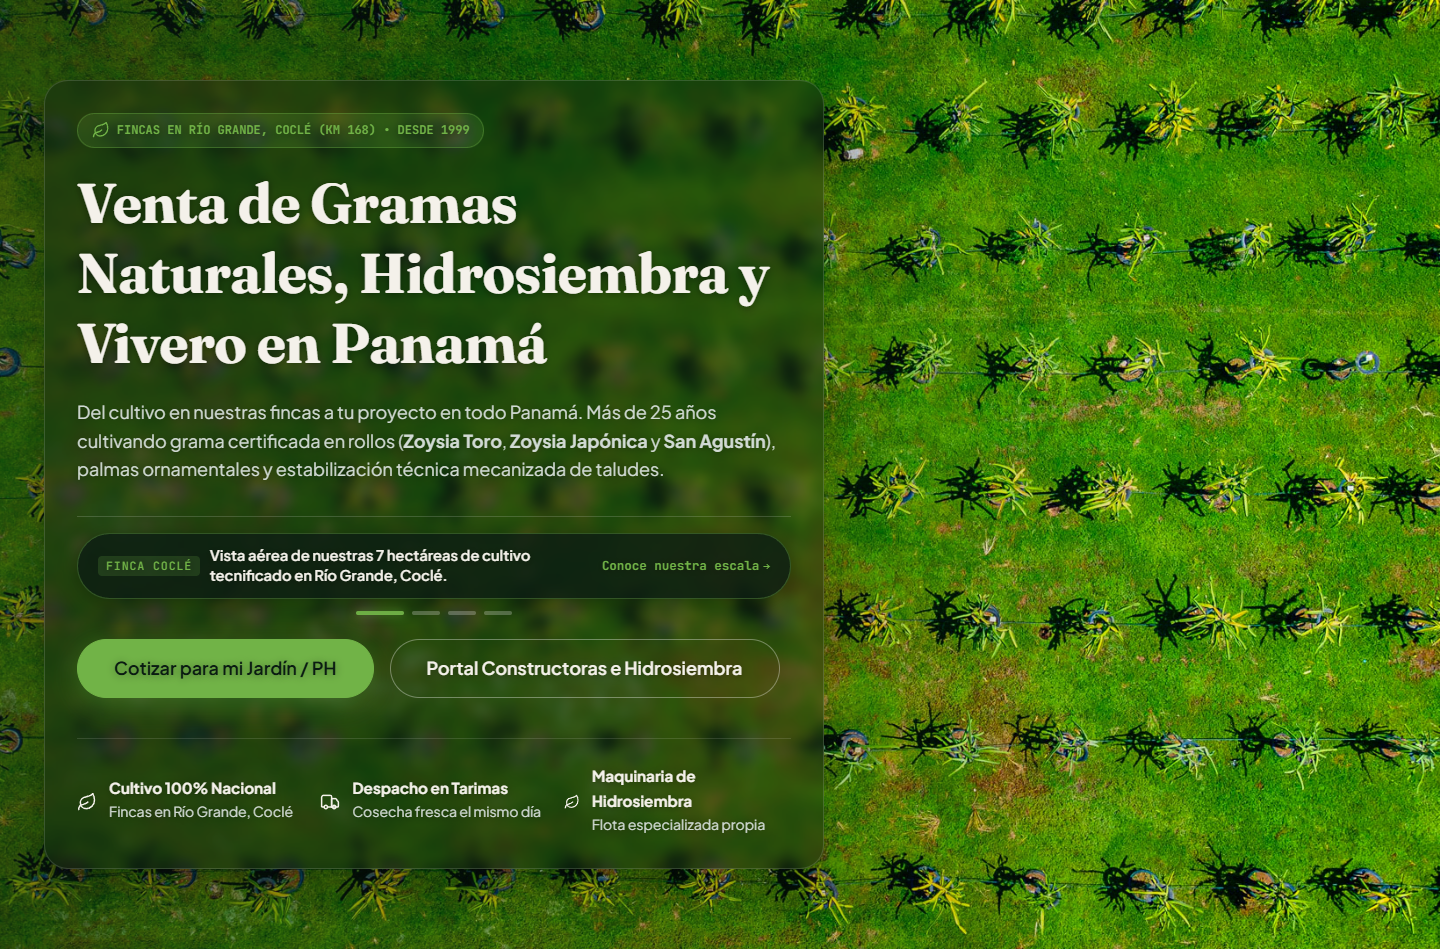 FINCAS EN RÍO GRANDE, COCLÉ (KM 168) • DESDE 1999
Venta de Gramas
Naturales, Hidrosiembra y
Vivero en Panamá
Del cultivo en nuestras fincas a tu proyecto en todo Panamá. Más de 25 años
cultivando grama certificada en rollos (Zoysia Toro, Zoysia Japónica y San Agustín),
palmas ornamentales y estabilización técnica mecanizada de taludes.
FINCA COCLÉ
Vista aérea de nuestras 7 hectáreas de cultivo
tecnificado en Río Grande, Coclé.
Conoce nuestra escala →
Cotizar para mi Jardín / PH
Portal Constructoras e Hidrosiembra
Cultivo 100% Nacional
Fincas en Río Grande, Coclé
Despacho en Tarimas
Cosecha fresca el mismo día
Maquinaria de
Hidrosiembra
Flota especializada propia